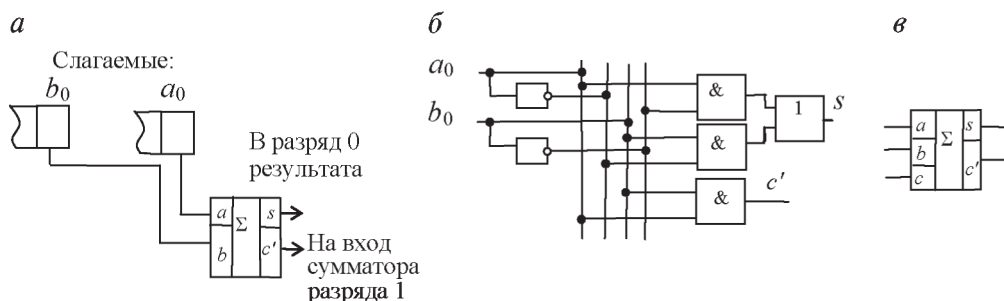 а
Слагаемые:
b0
a0
В разряд 0
результата
a
b
Σ
s
c'
На вход
сумматора
разряда 1
б
a0
b0
&
&
&
1
s
c'
в
a
b
c
Σ
s
c'